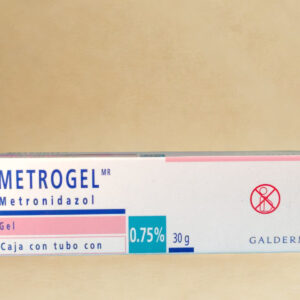 METROGEL MR
Metronidazol
Gel
0.75%
Caja con tubo con
30 g
GALDERM